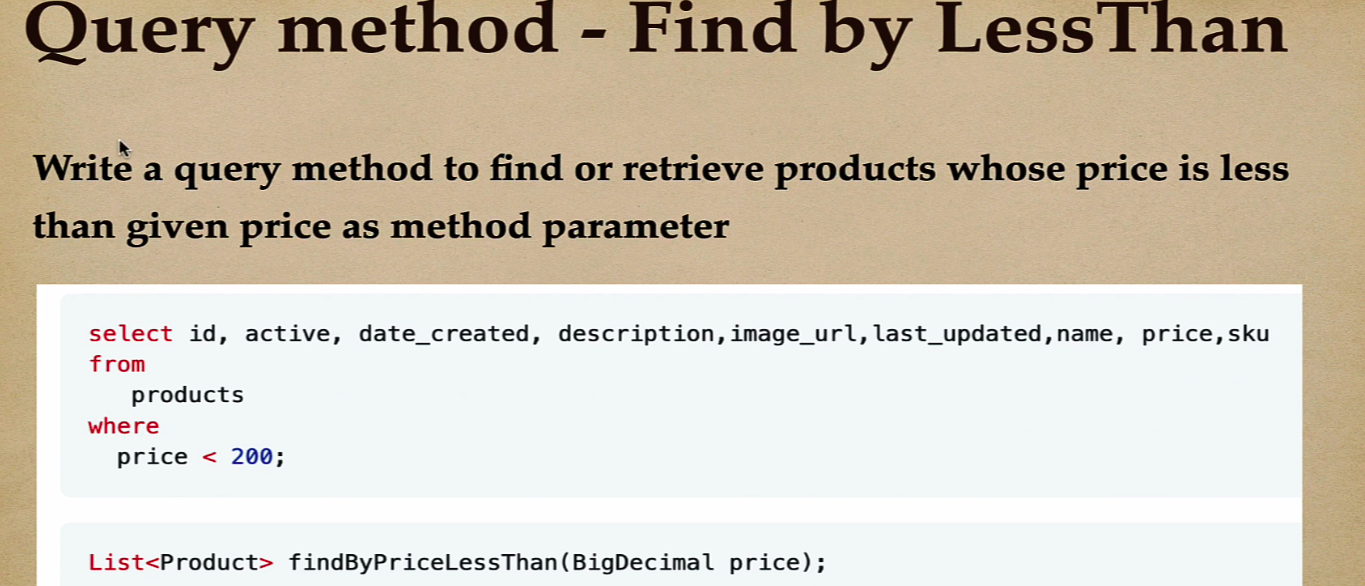 Query method - Find by LessThan
Write a query method to find or retrieve products whose price is less
than given price as method parameter
select id, active, date_created, description,image_url,last_updated,name, price,sku
from
products
where
price < 200;
List<Product> findByPriceLessThan(BigDecimal price);